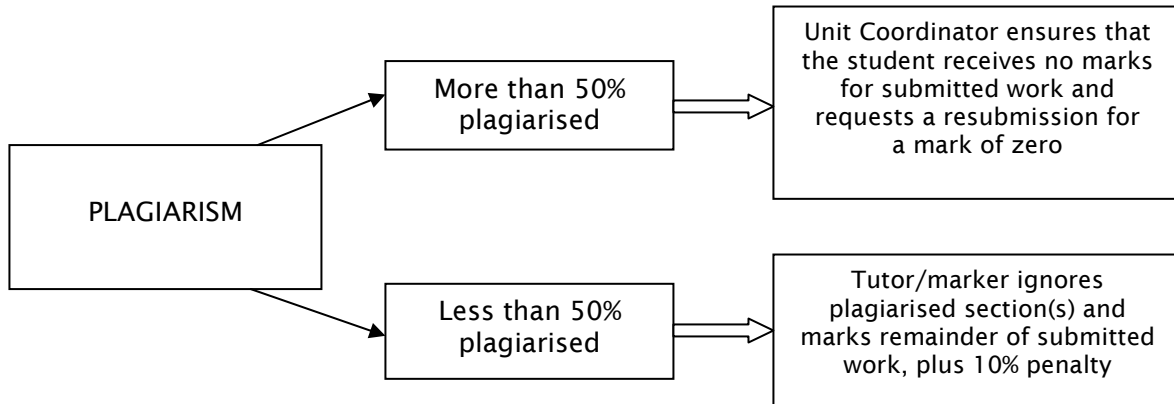 PLAGIARISM
More than 50%
plagiarised
Unit Coordinator ensures that
the student receives no marks
for submitted work and
requests a resubmission for
a mark of zero
Less than 50%
plagiarised
Tutor/marker ignores
plagiarised section(s) and
marks remainder of submitted
work, plus 10% penalty